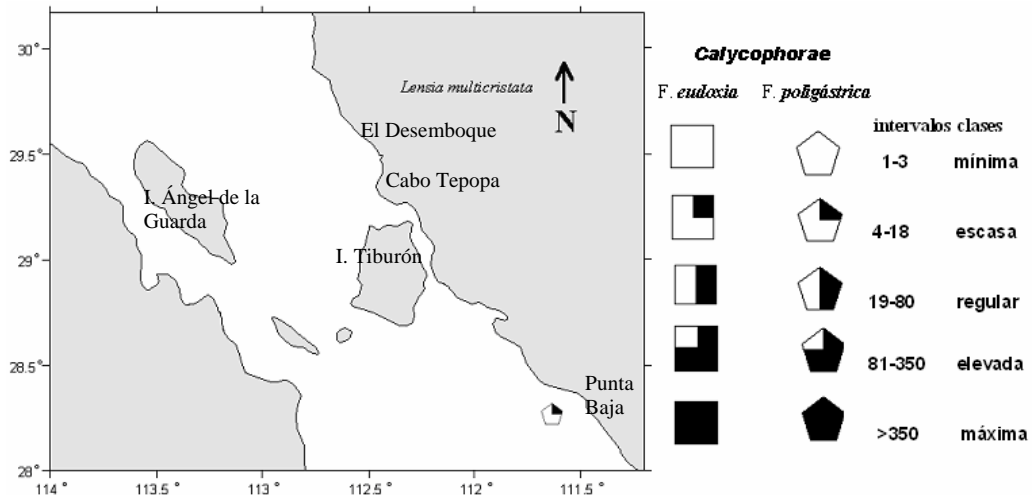 30°
29.5°
29°
28.5°
28°
114°
113.5°
113°
112.5°
112°
111.5°
Lensia multicristata
N
El Desemboque
Cabo Tepopa
I. Ángel de la
Guarda
I. Tiburón
Punta
Baja
Calycophorae
F. eudoxia F. poligástrica
intervalos clases
1-3 mínima
4-18 escasa
19-80 regular
81-350 elevada
>350 máxima